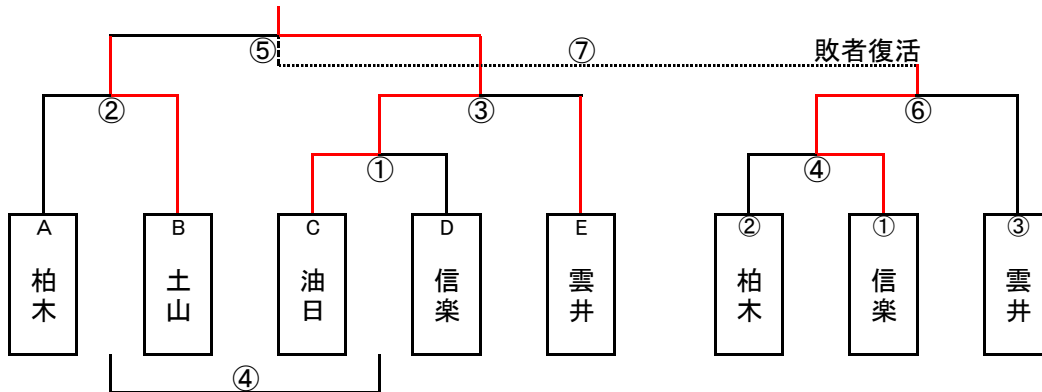 ⑤ ⑦ 敗者復活
② ③ ⑥
① ④
A B C D E ② ① ③
柏木 土山 油日 信楽 雲井 柏木 信楽 雲井
④